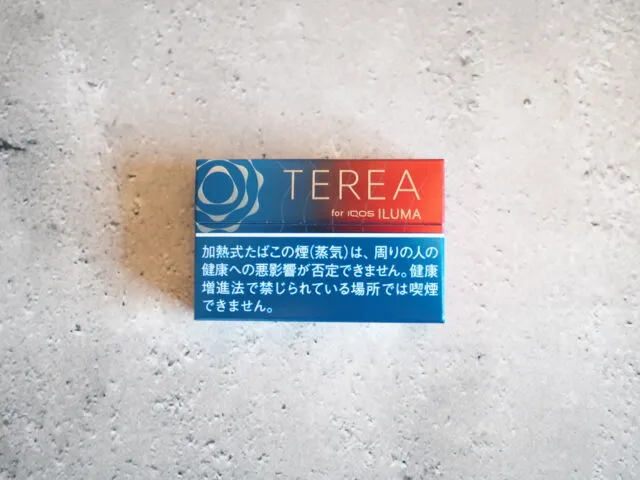 TEREA
for IQOS ILUMA
加熱式たばこの煙(蒸気)は、周りの人の
健康への悪影響が否定できません。健康
増進法で禁じられている場所では喫煙
できません。